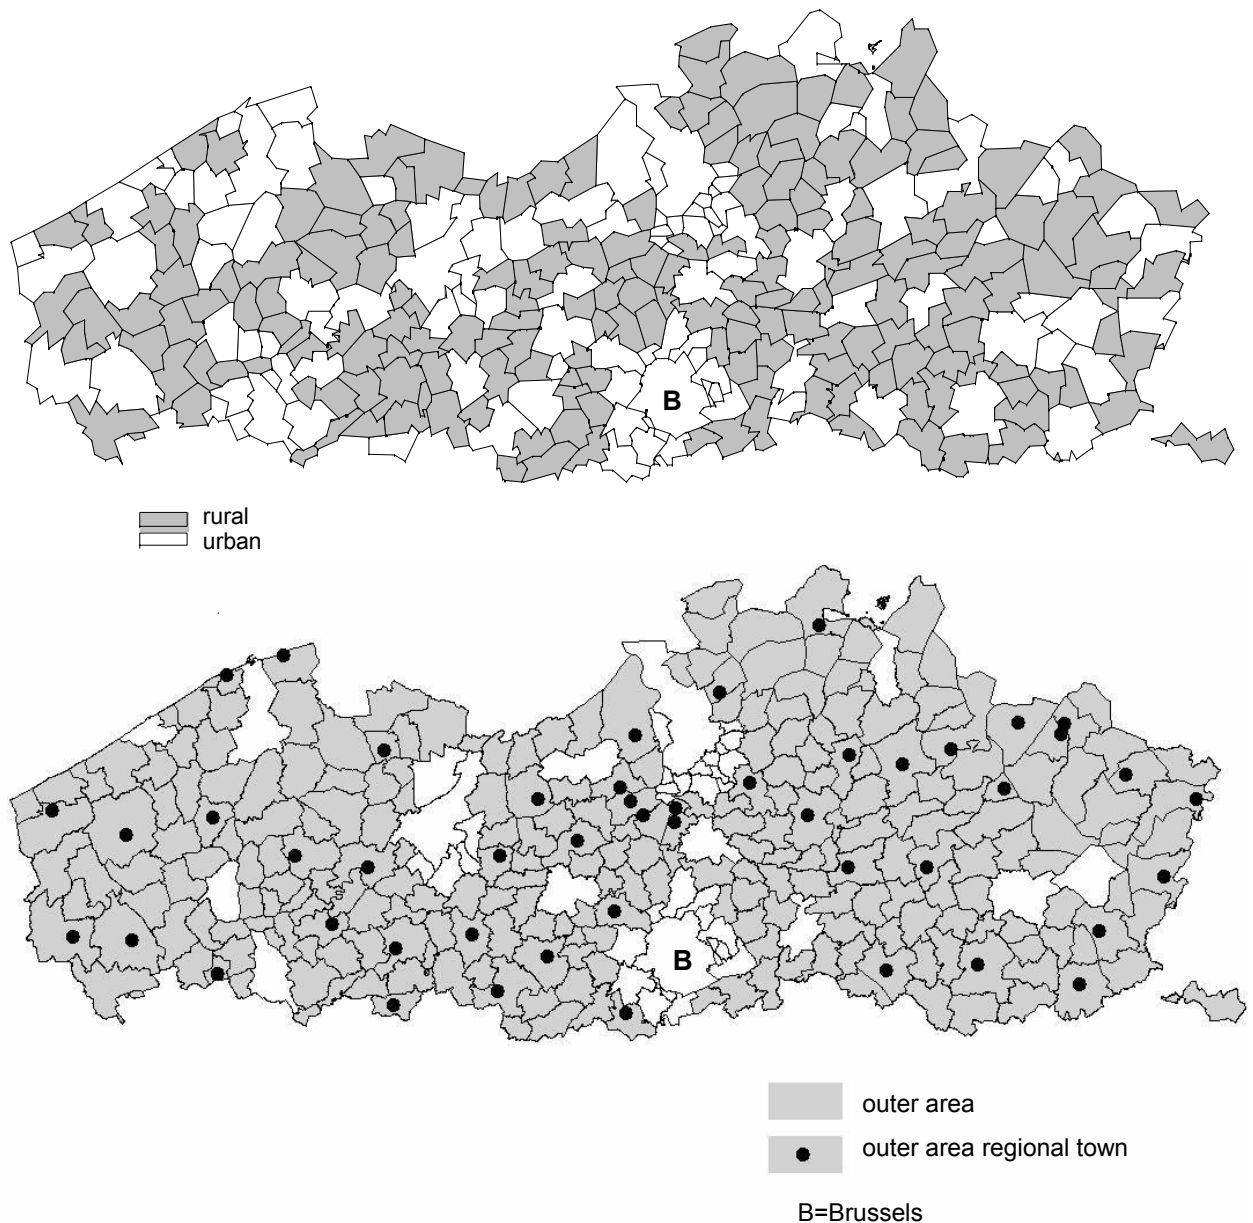 B
rural
urban
B
outer area
outer area regional town
B=Brussels